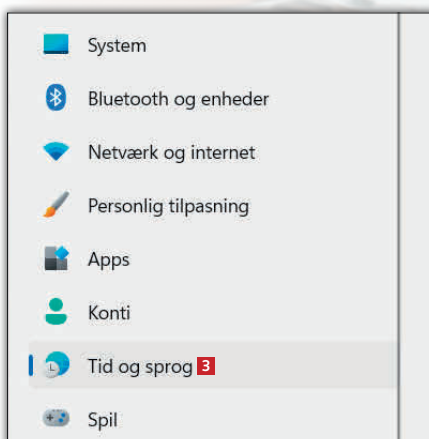 System
Bluetooth og enheder
Netværk og internet
Personlig tilpasning
Apps
Konti
Tid og sprog 3
Spil